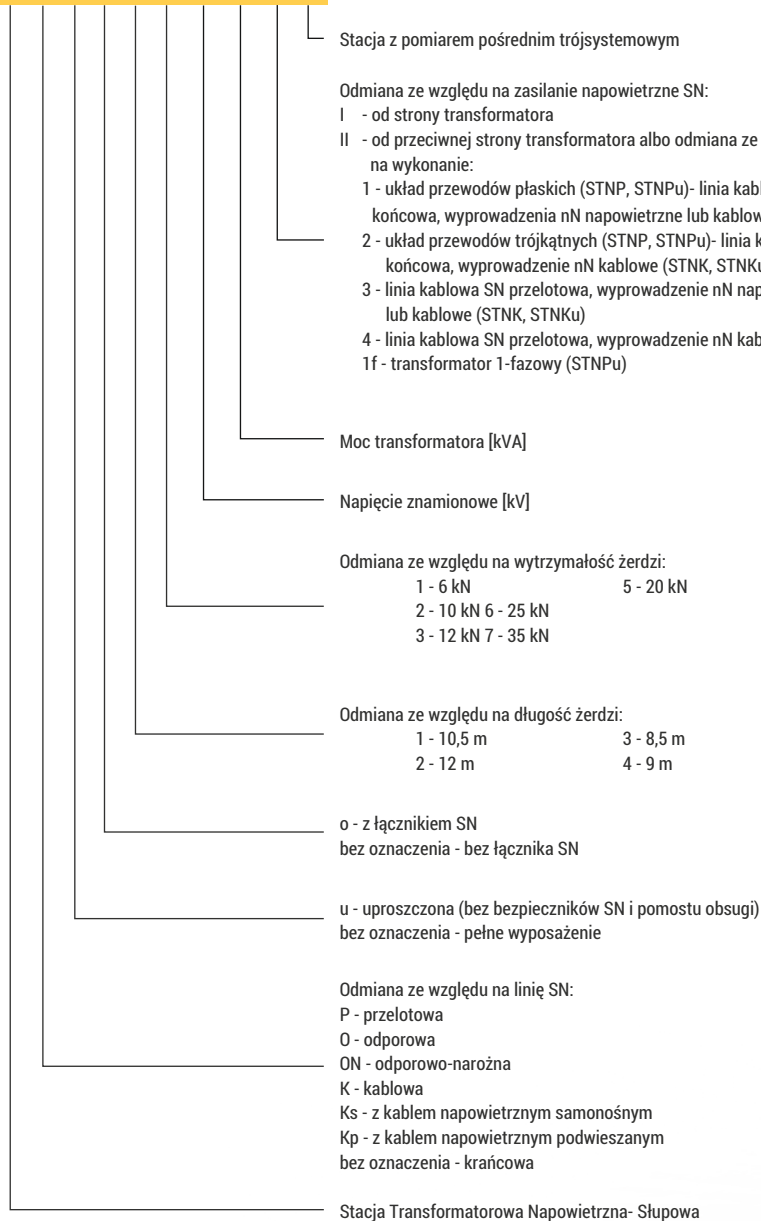 Stacja z pomiarem pośrednim trójsystemowym
Odmiana ze względu na zasilanie napowietrzne SN:
I - od strony transformatora
II - od przeciwnej strony transformatora albo odmiana ze
na wykonanie:
1 - układ przewodów płaskich (STNP, STNPu)- linia
końcowa, wyprowadzenia nN napowietrzne lub
2 - układ przewodów trójkątnych (STNP, STNPu)- linia
końcowa, wyprowadzenie nN kablowe (STNK,
3 - linia kablowa SN przelotowa, wyprowadzenie nN
lub kablowe (STNK, STNKu)
4 - linia kablowa SN przelotowa, wyprowadzenie nN
1f - transformator 1-fazowy (STNPu)
Moc transformatora [kVA]
Napięcie znamionowe [kV]
Odmiana ze względu na wytrzymałość żerdzi:
1 - 6 kN 5 - 20 kN
2 - 10 kN 6 - 25 kN
3 - 12 kN 7 - 35 kN
Odmiana ze względu na długość żerdzi:
1 - 10,5 m 3 - 8,5 m
2 - 12 m 4 - 9 m
o - z łącznikiem SN
bez oznaczenia - bez łącznika SN
u - uproszczona (bez bezpieczników SN i pomostu obsugi)
bez oznaczenia - pełne wyposażenie
Odmiana ze względu na linię SN:
P - przelotowa
O - odporowa
ON - odporowo-narożna
K - kablowa
Ks - z kablem napowietrznym samonośnym
Kp - z kablem napowietrznym podwieszanym
bez oznaczenia - krańcowa
Stacja Transformatorowa Napowietrzna- Słupowa